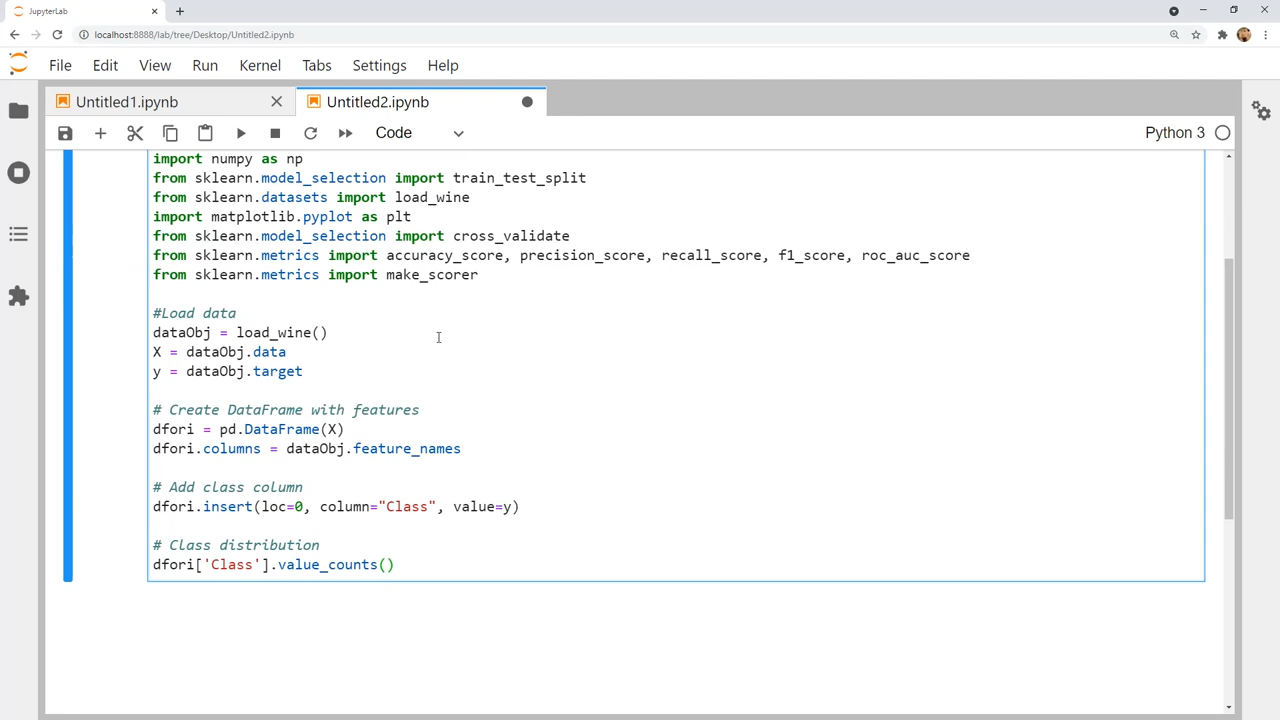 JupyterLab
localhost:8888/lab/tree/Desktop/Untitled2.ipynb
File Edit View Run Kernel Tabs Settings Help
Untitled1.ipynb Untitled2.ipynb
Code Python 3
import numpy as np
from sklearn.model_selection import train_test_split
from sklearn.datasets import load_wine
import matplotlib.pyplot as plt
from sklearn.model_selection import cross_validate
from sklearn.metrics import accuracy_score, precision_score, recall_score, f1_score, roc_auc_score
from sklearn.metrics import make_scorer
#Load data
dataObj = load_wine()
X = dataObj.data
y = dataObj.target
# Create DataFrame with features
dfori = pd.DataFrame(X)
dfori.columns = dataObj.feature_names
# Add class column
dfori.insert(loc=0, column="Class", value=y)
# Class distribution
dfori['Class'].value_counts()